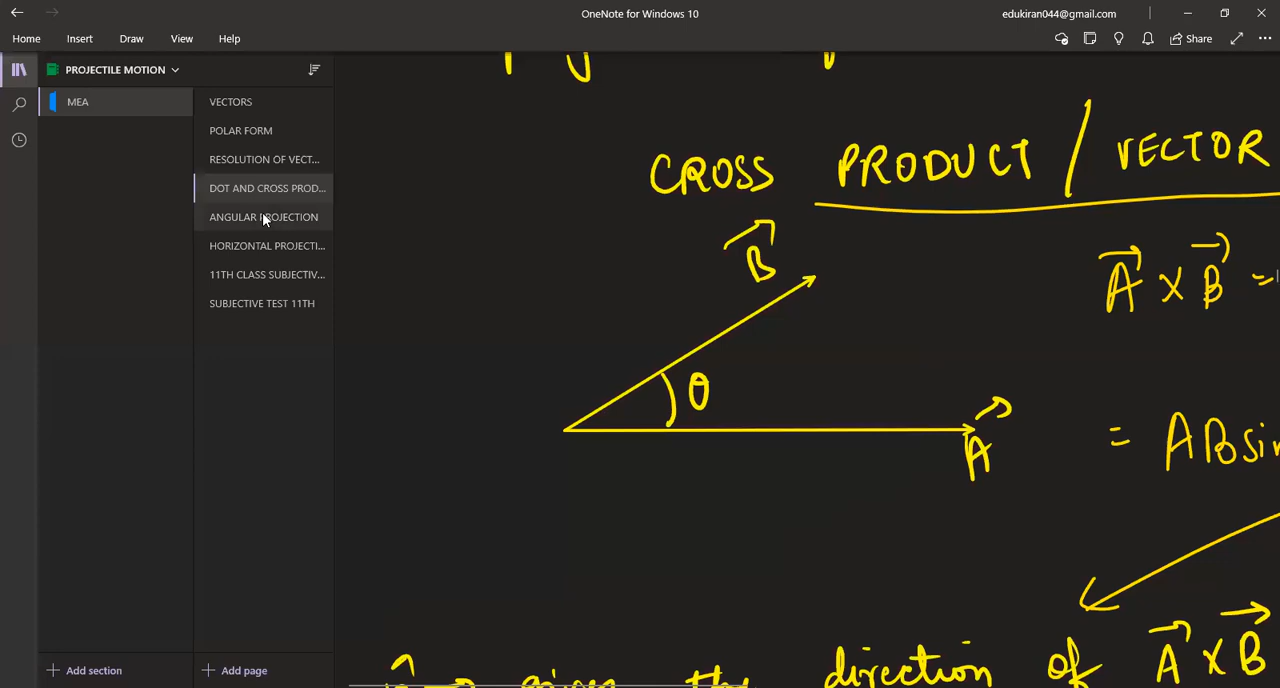 OneNote for Windows 10
edukiran044@gmail.com
Home Insert Draw View Help
Share
PROJECTILE MOTION
MEA
VECTORS
POLAR FORM
RESOLUTION OF VECT...
DOT AND CROSS PROD...
ANGULAR PROJECTION
HORIZONTAL PROJECTI...
11TH CLASS SUBJECTIV...
SUBJECTIVE TEST 11TH
Add section
Add page
CROSS PRODUCT / VECTOR
B⃗
A⃗ × B⃗ =
θ
A⃗
= AB sin
direction of A⃗ × B⃗